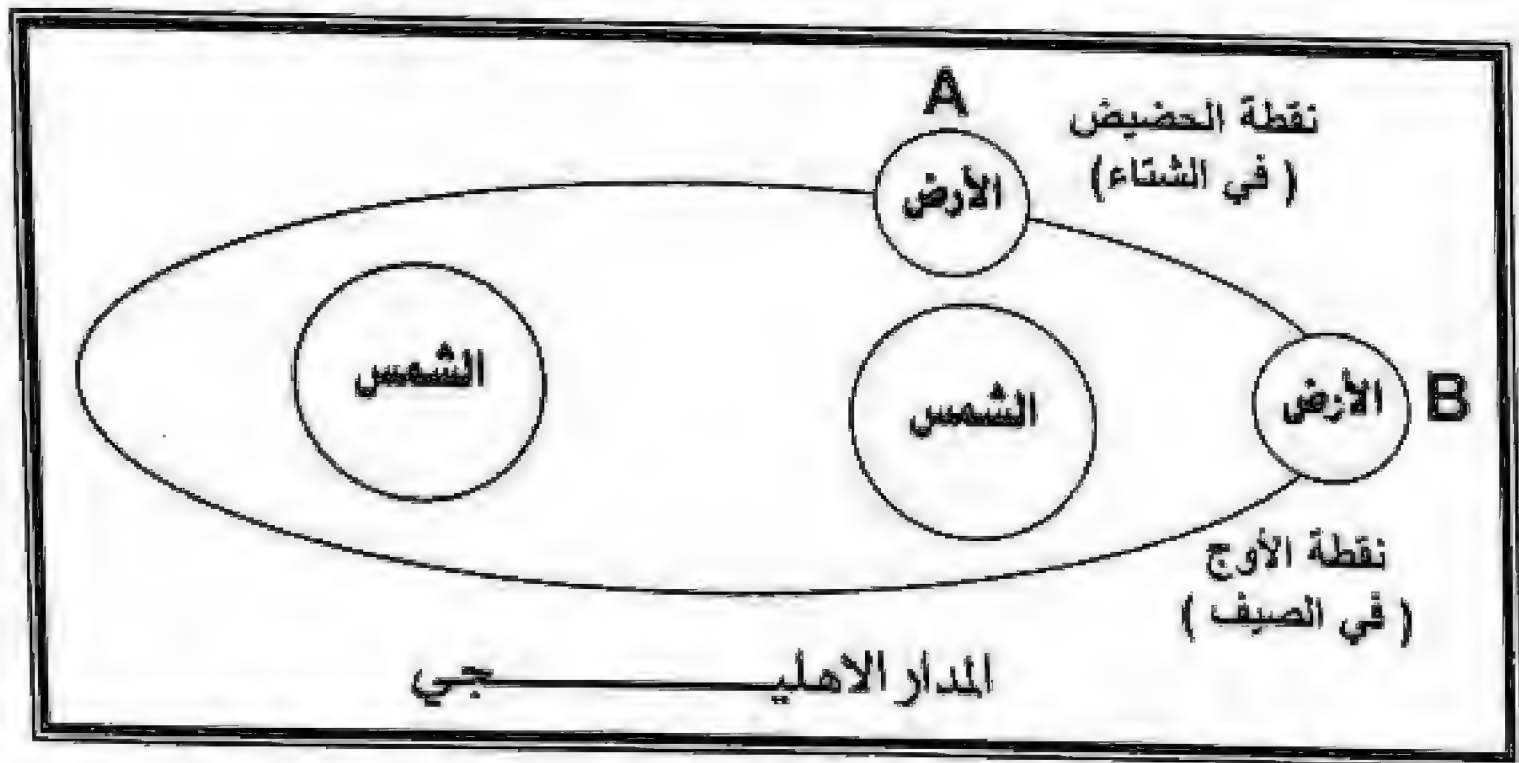 A
نقطة الحضيض
( في الشتاء )
الأرض
الشمس
الشمس
الأرض
B
نقطة الأوج
( في الصيف )
المدار الاهليـــــــــجي